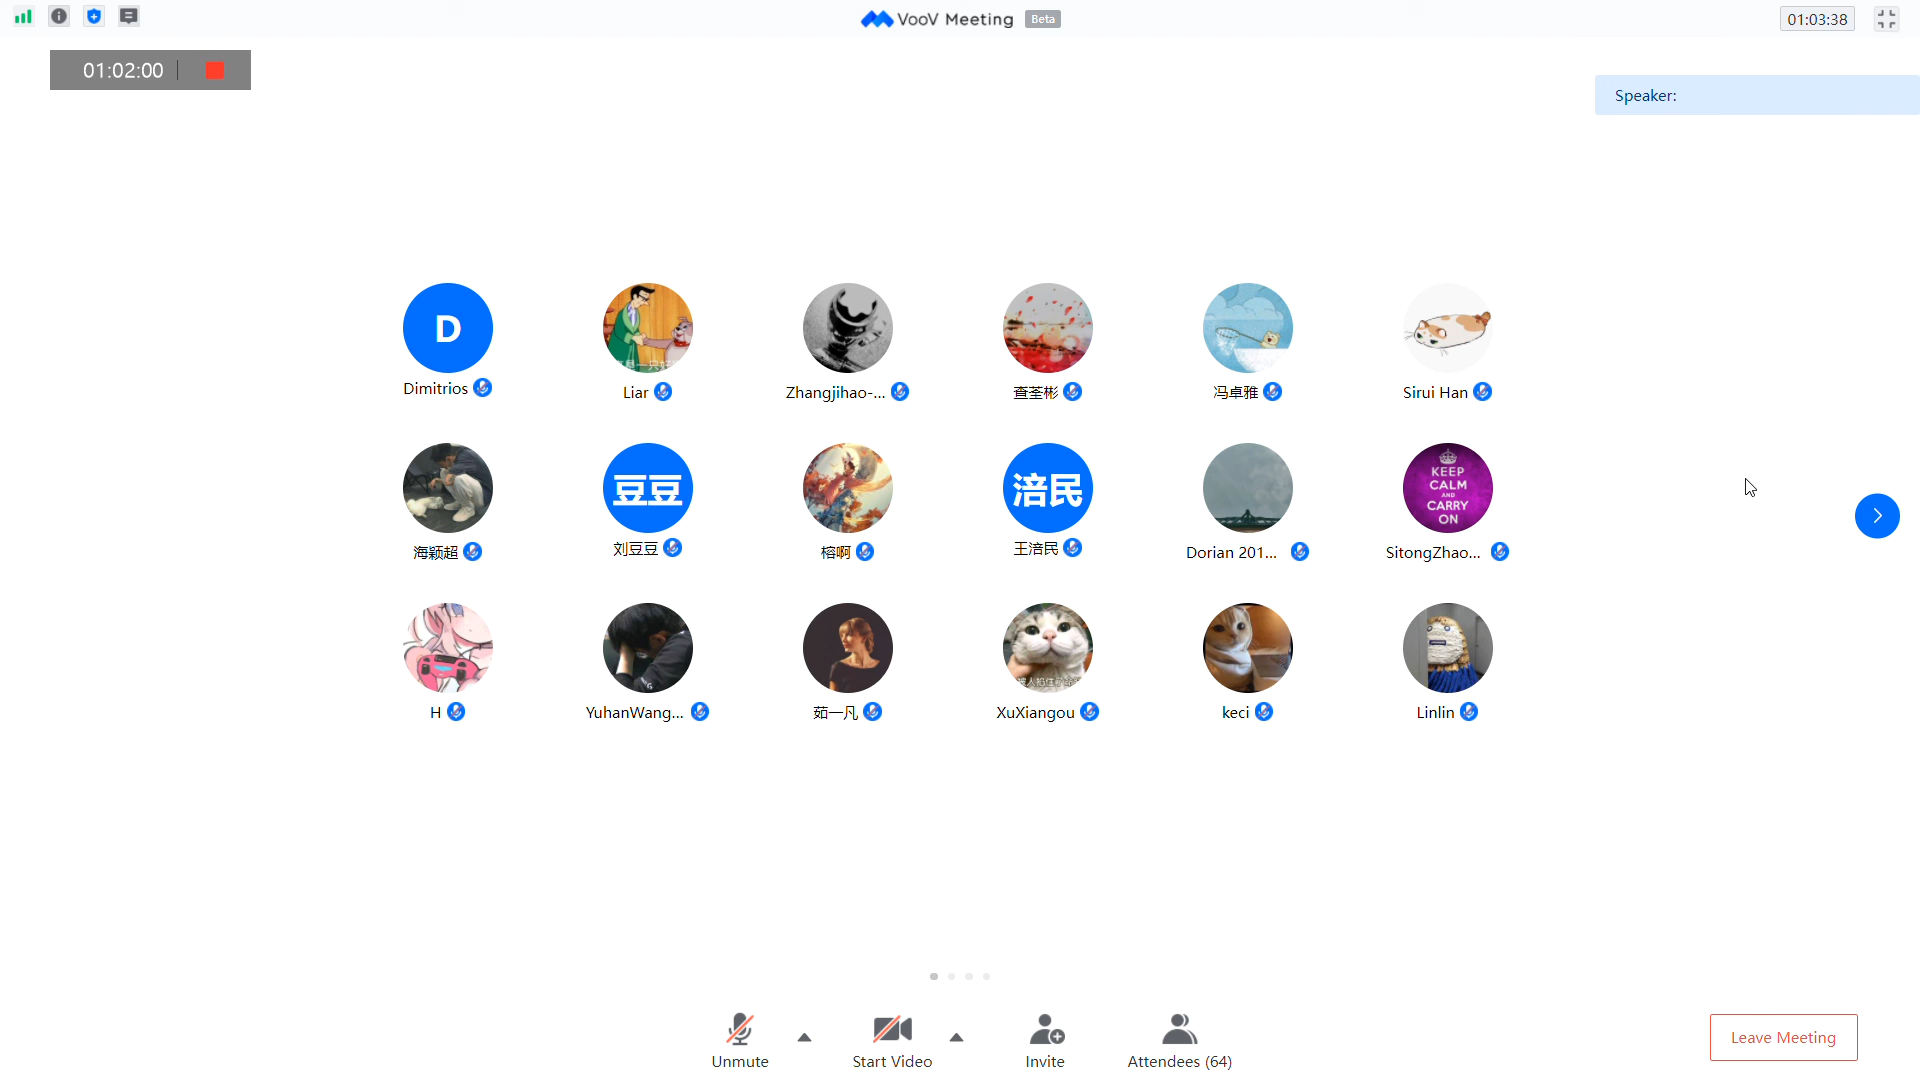 VooV Meeting Beta
01:03:38
01:02:00
Speaker:
D
Dimitrios
Liar
Zhangjihao-...
查荃彬
冯卓雅
Sirui Han
豆豆
涪民
KEEP
CALM
AND
CARRY
ON
海颖超
刘豆豆
榕啊
王涪民
Dorian 201...
SitongZhao...
H
YuhanWang...
茹一凡
XuXiangou
keci
Linlin
Unmute
Start Video
Invite
Attendees (64)
Leave Meeting